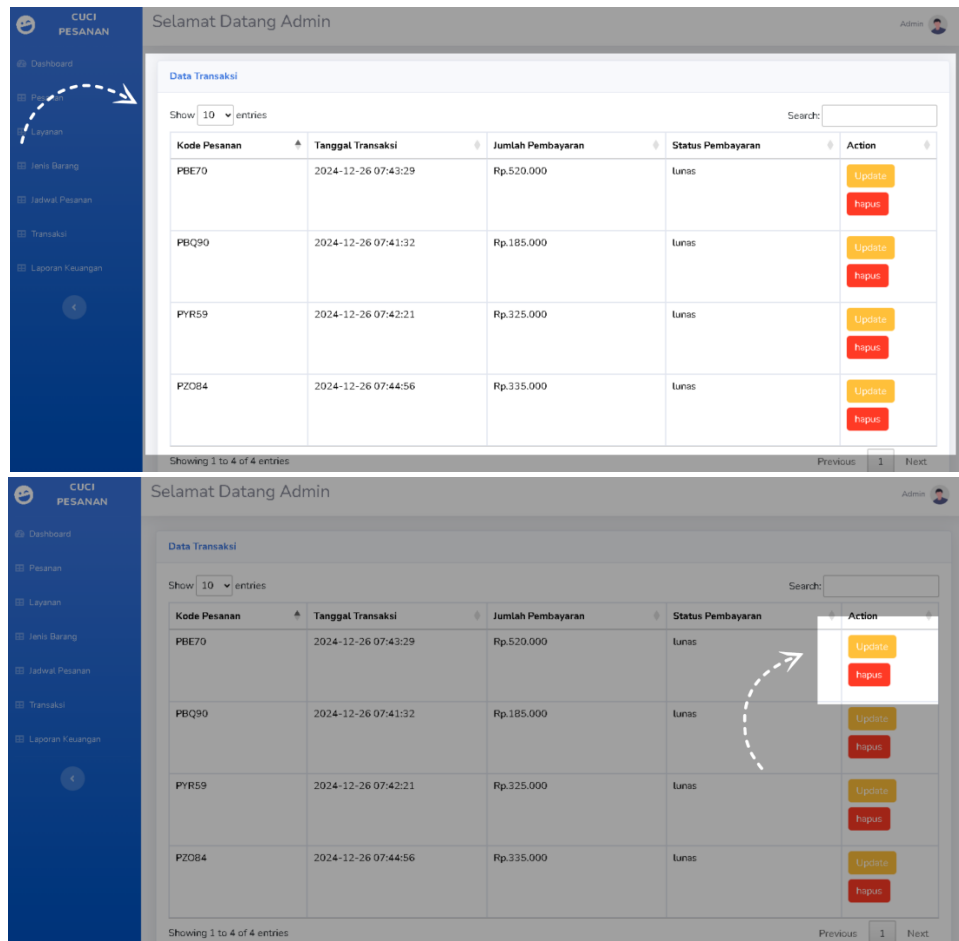 CUCI
PESANAN
Selamat Datang Admin
Admin
Dashboard
Pesanan
Layanan
Jenis Barang
Jadwal Pesanan
Transaksi
Laporan Keuangan
Data Transaksi
Show 10 entries
Search:
Kode Pesanan Tanggal Transaksi Jumlah Pembayaran Status Pembayaran Action
PBE70 2024-12-26 07:43:29 Rp.520.000 lunas Update
hapus
PBQ90 2024-12-26 07:41:32 Rp.185.000 lunas Update
hapus
PYR59 2024-12-26 07:42:21 Rp.325.000 lunas Update
hapus
PZO84 2024-12-26 07:44:56 Rp.335.000 lunas Update
hapus
Showing 1 to 4 of 4 entries Previous 1 Next
CUCI
PESANAN
Selamat Datang Admin
Admin
Dashboard
Pesanan
Layanan
Jenis Barang
Jadwal Pesanan
Transaksi
Laporan Keuangan
Data Transaksi
Show 10 entries
Search:
Kode Pesanan Tanggal Transaksi Jumlah Pembayaran Status Pembayaran Action
PBE70 2024-12-26 07:43:29 Rp.520.000 lunas Update
hapus
PBQ90 2024-12-26 07:41:32 Rp.185.000 lunas Update
hapus
PYR59 2024-12-26 07:42:21 Rp.325.000 lunas Update
hapus
PZO84 2024-12-26 07:44:56 Rp.335.000 lunas Update
hapus
Showing 1 to 4 of 4 entries Previous 1 Next